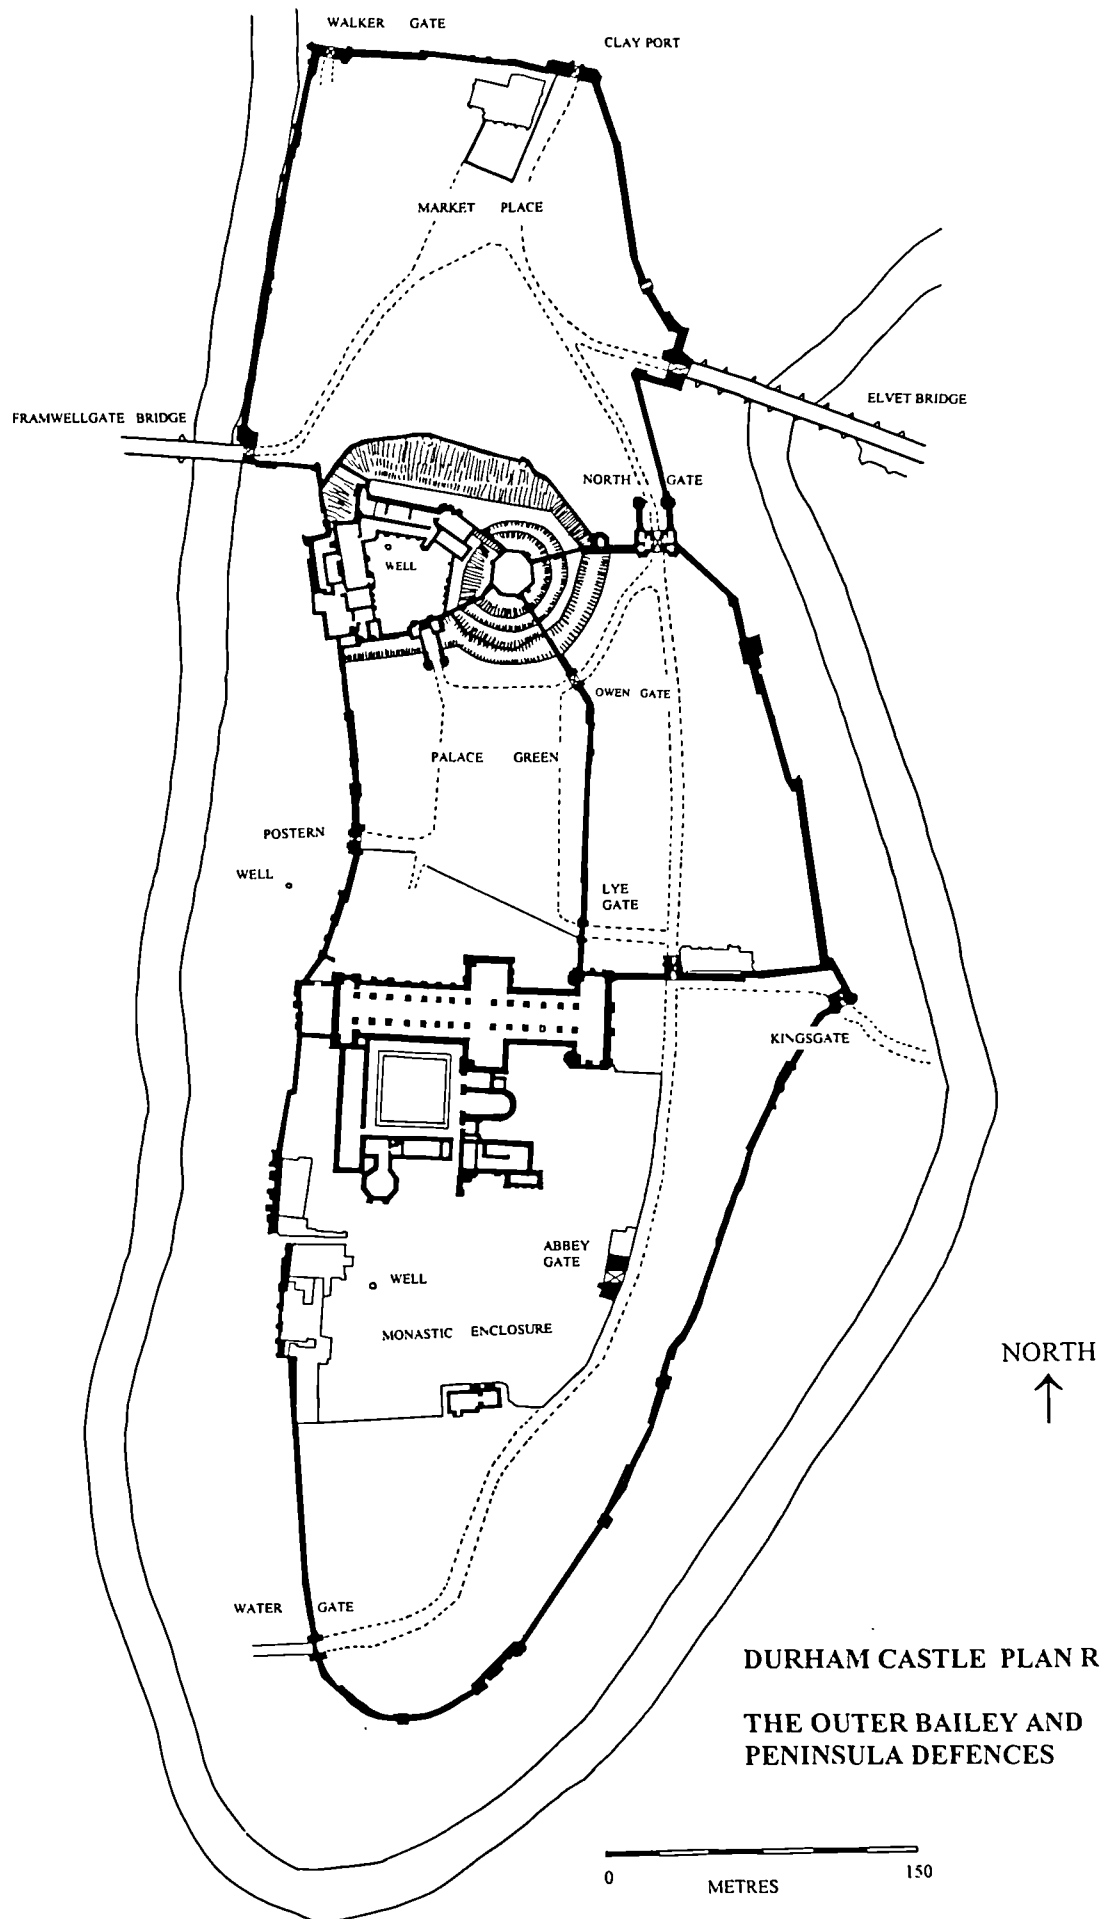 WALKER GATE
CLAY PORT
MARKET PLACE
FRAMWELLGATE BRIDGE
ELVET BRIDGE
NORTH GATE
WELL
OWEN GATE
PALACE GREEN
POSTERN
WELL
LYE
GATE
KINGSGATE
ABBEY
GATE
WELL
MONASTIC ENCLOSURE
NORTH
WATER GATE
DURHAM CASTLE PLAN R
THE OUTER BAILEY AND
PENINSULA DEFENCES
0 150
METRES